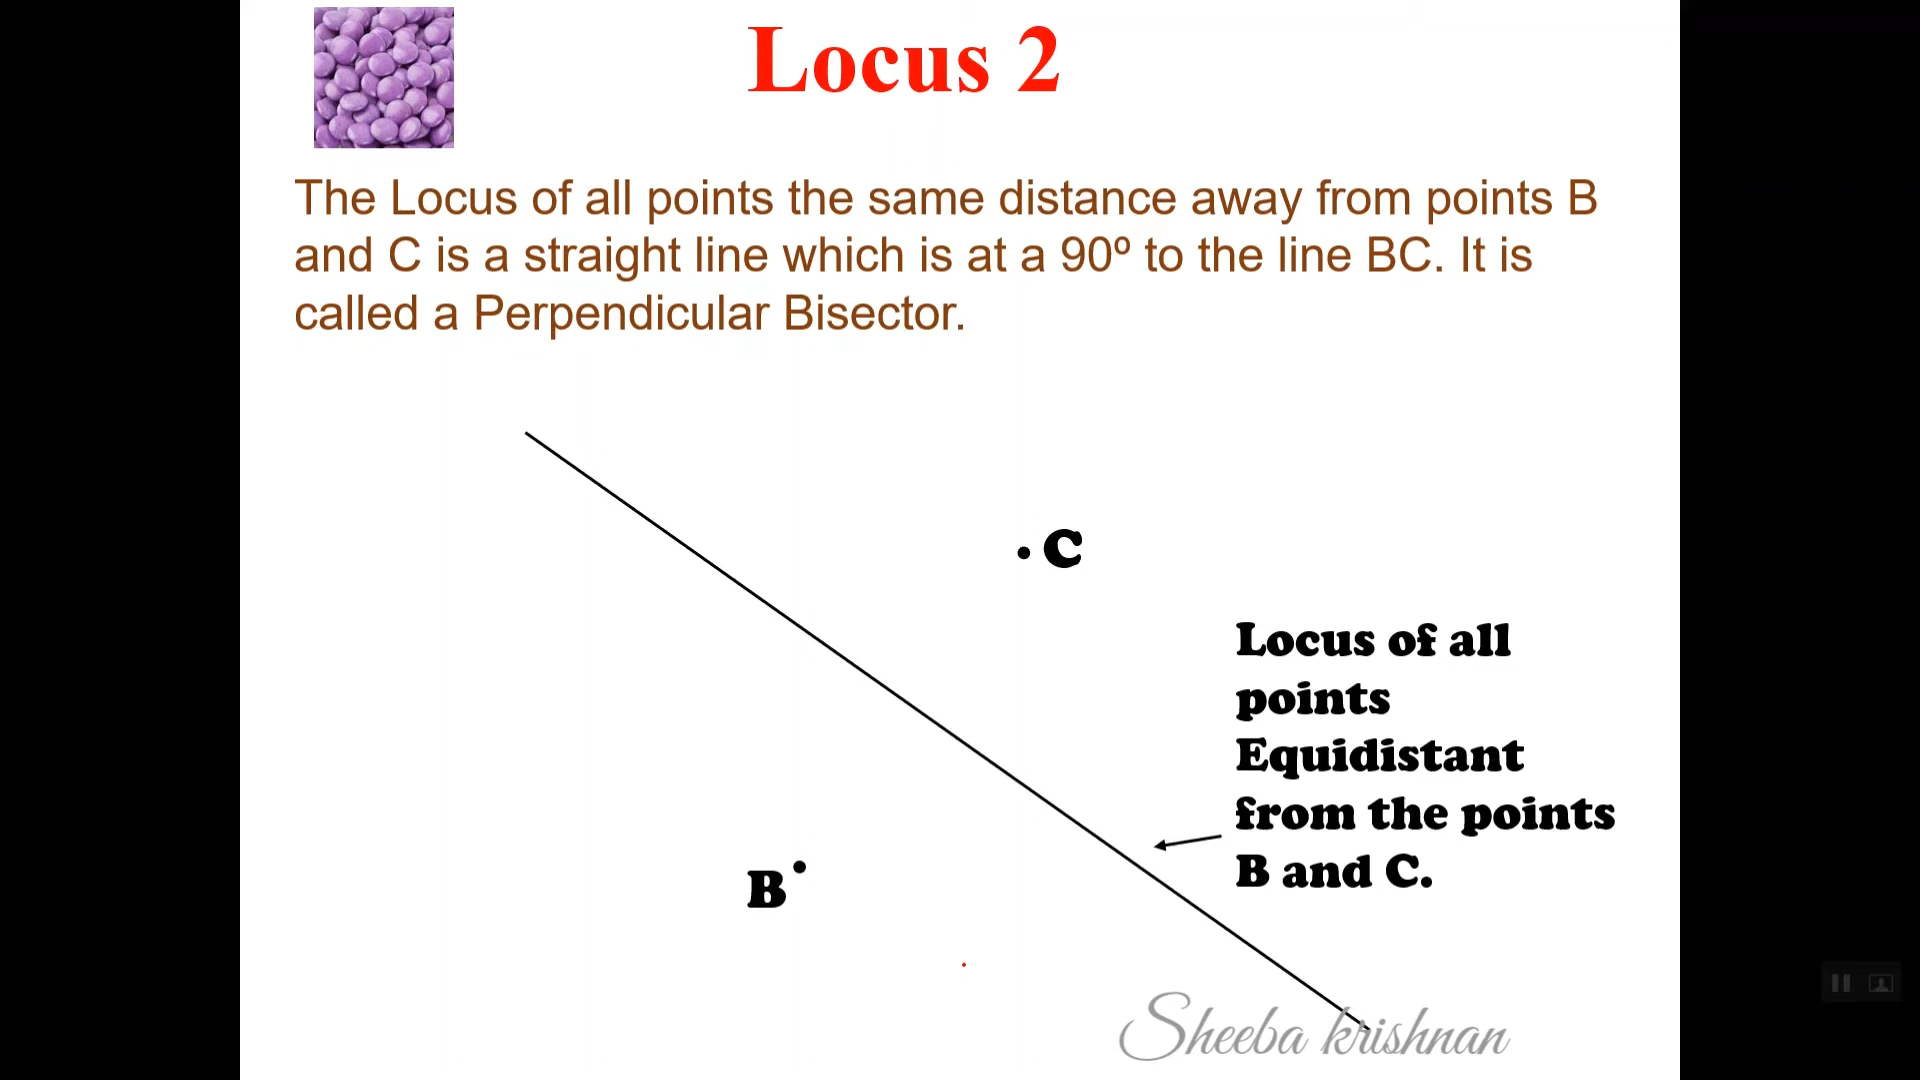 Locus 2
The Locus of all points the same distance away from points B
and C is a straight line which is at a 90º to the line BC. It is
called a Perpendicular Bisector.
C
Locus of all
points
Equidistant
from the points
B and C.
B
Sheeba krishnan